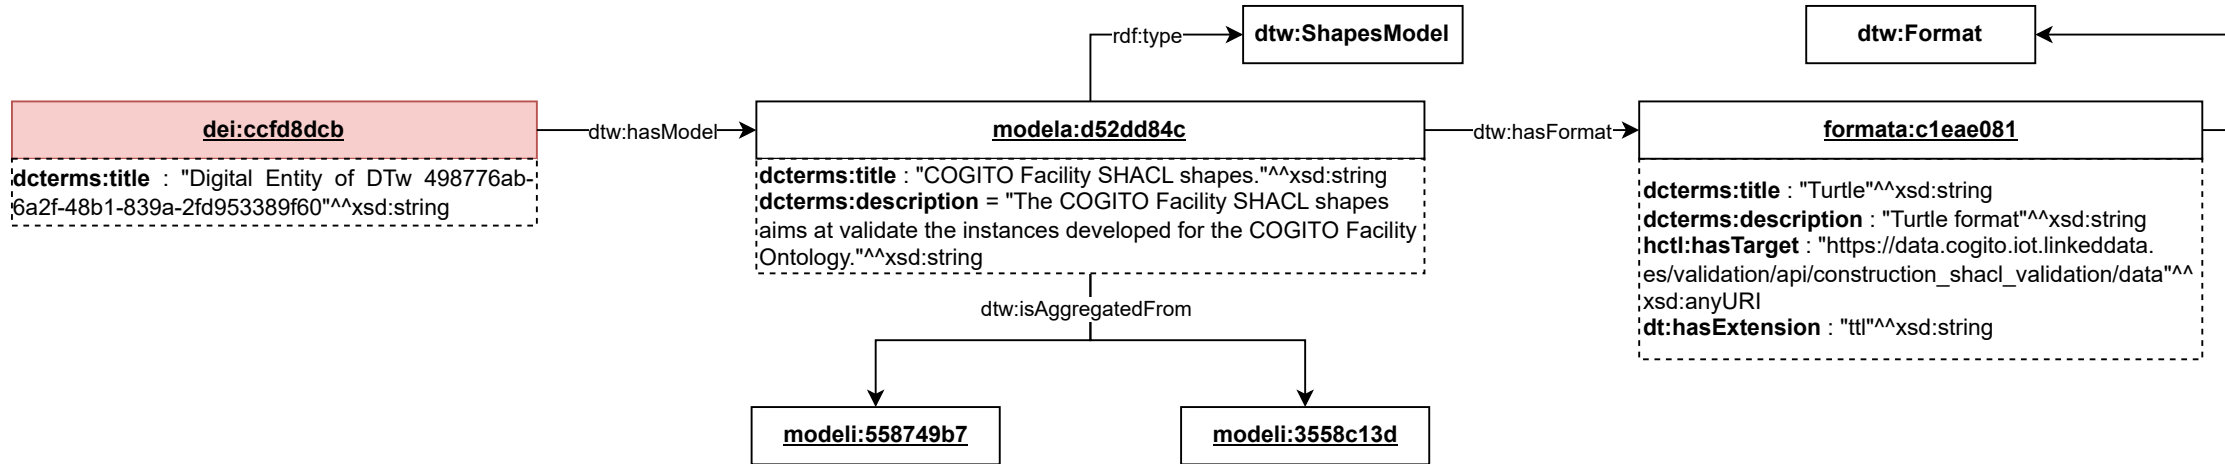 rdf:type
dtw:ShapesModel
dtw:Format
dei:ccfd8dcb
dcterms:title : "Digital Entity of DTw 498776ab-
6a2f-48b1-839a-2fd953389f60"^^xsd:string
dtw:hasModel
modela:d52dd84c
dcterms:title : "COGITO Facility SHACL shapes."^^xsd:string
dcterms:description = "The COGITO Facility SHACL shapes
aims at validate the instances developed for the COGITO Facility
Ontology."^^xsd:string
dtw:hasFormat
formata:c1eae081
dcterms:title : "Turtle"^^xsd:string
dcterms:description : "Turtle format"^^xsd:string
hctl:hasTarget : "https://data.cogito.iot.linkeddata.
es/validation/api/construction_shacl_validation/data"^^
xsd:anyURI
dt:hasExtension : "ttl"^^xsd:string
dtw:isAggregatedFrom
modeli:558749b7
modeli:3558c13d